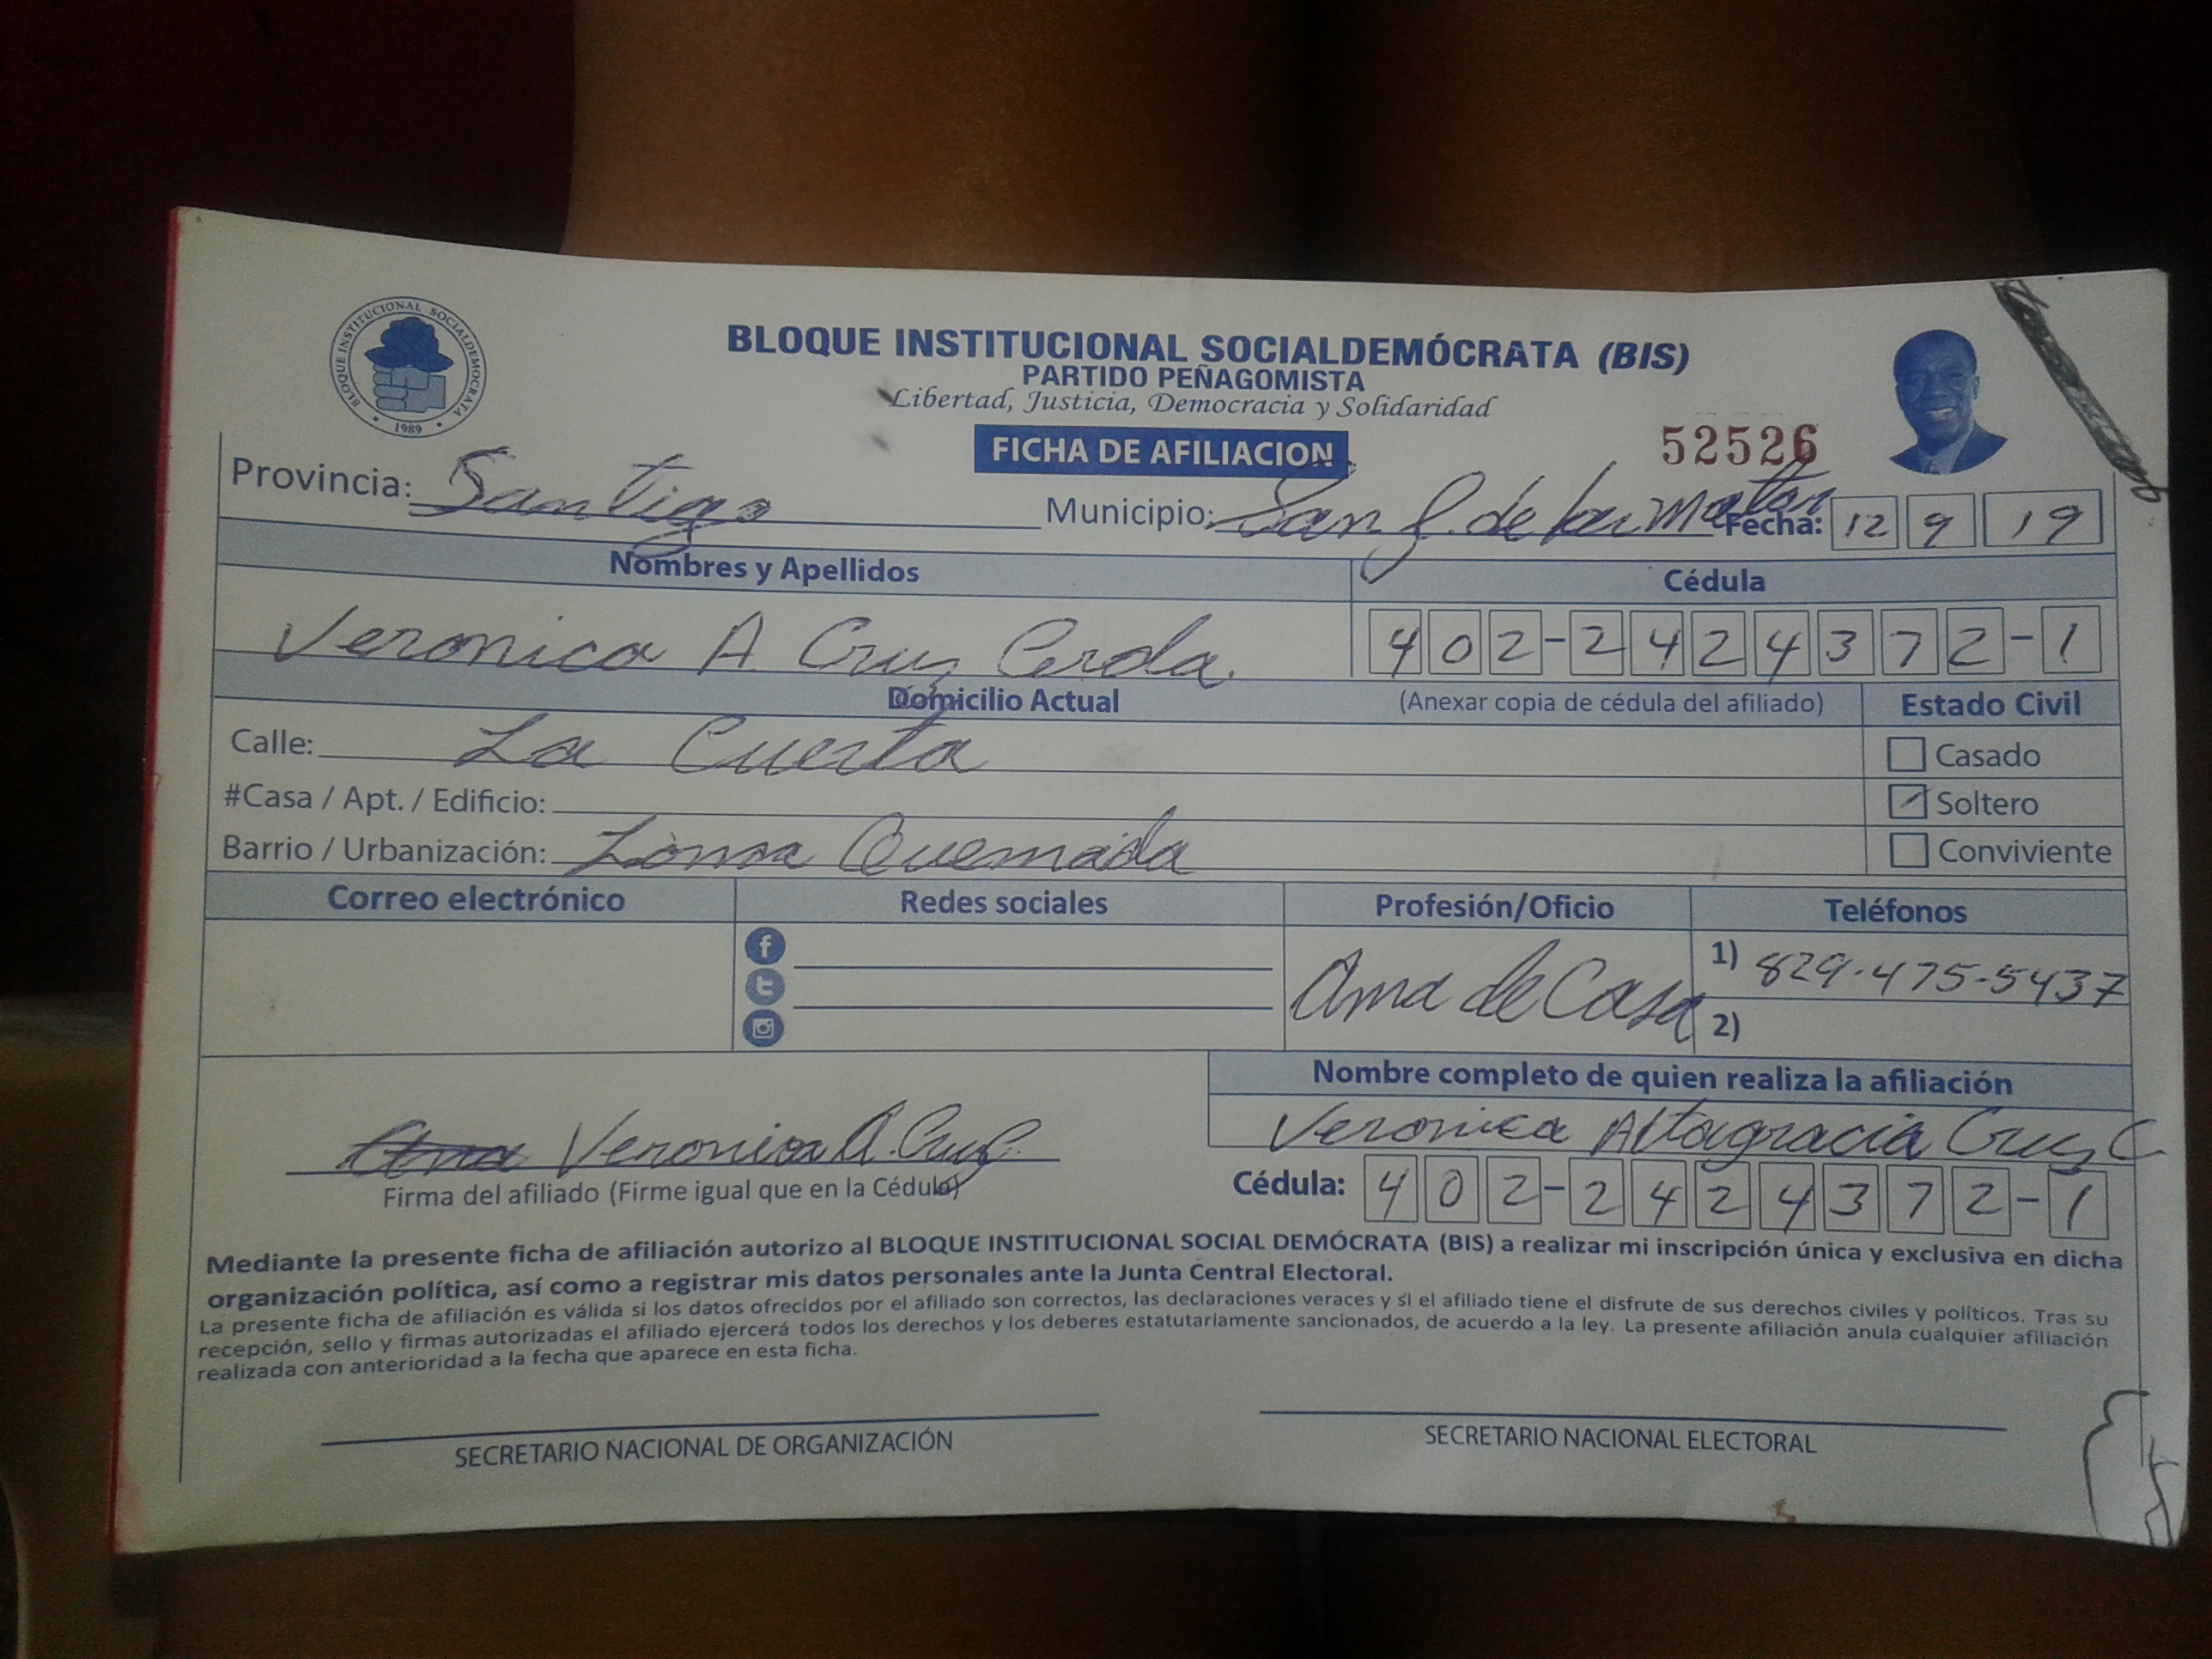 BLOQUE INSTITUCIONAL SOCIALDEMOCRATA
1989
BLOQUE INSTITUCIONAL SOCIALDEMÓCRATA (BIS)
PARTIDO PEÑAGOMISTA
Libertad, Justicia, Democracia y Solidaridad
FICHA DE AFILIACION
52526
Provincia: Santigo Municipio: San J. de las matas Fecha: 12 9 19
Nombres y Apellidos Cédula
Veronica A. Cruz Cerda. 402-2424372-1
Domicilio Actual (Anexar copia de cédula del afiliado) Estado Civil
Calle: La Cuerta Casado
#Casa / Apt. / Edificio: Soltero
Barrio / Urbanización: Loma Quemada Conviviente
Correo electrónico Redes sociales Profesión/Oficio Teléfonos
Ama de Casa 1) 829-475-5437
2)
Nombre completo de quien realiza la afiliación
Veronica Altagracia Cruz C
Veronica A. Cruz
Firma del afiliado (Firme igual que en la Cédula) Cédula: 402-2424372-1
Mediante la presente ficha de afiliación autorizo al BLOQUE INSTITUCIONAL SOCIAL DEMÓCRATA (BIS) a realizar mi inscripción única y exclusiva en dicha
organización política, así como a registrar mis datos personales ante la Junta Central Electoral.
La presente ficha de afiliación es válida si los datos ofrecidos por el afiliado son correctos, las declaraciones veraces y si el afiliado tiene el disfrute de sus derechos civiles y políticos. Tras su
recepción, sello y firmas autorizadas el afiliado ejercerá todos los derechos y los deberes estatutariamente sancionados, de acuerdo a la ley. La presente afiliación anula cualquier afiliación
realizada con anterioridad a la fecha que aparece en esta ficha.
SECRETARIO NACIONAL DE ORGANIZACIÓN SECRETARIO NACIONAL ELECTORAL